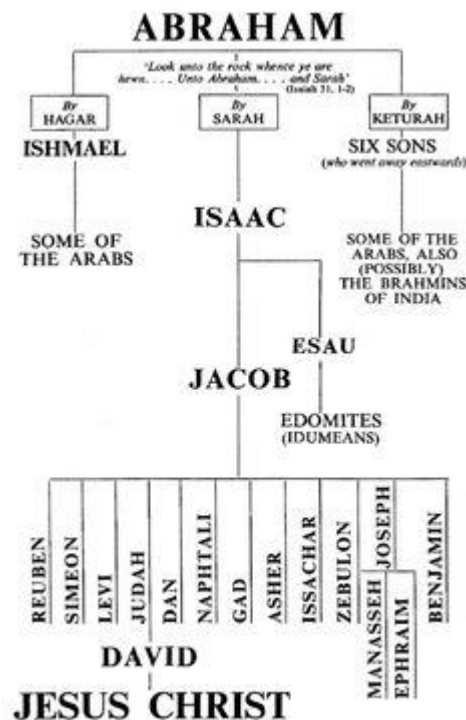 ABRAHAM
'Look unto the rock whence ye are
hewn. . . . Unto Abraham. . . . and Sarah'
(Isaiah 51, 1-2)
By
HAGAR
By
SARAH
By
KETURAH
ISHMAEL
SIX SONS
(who went away eastwards)
ISAAC
SOME OF
THE ARABS
SOME OF THE
ARABS, ALSO
(POSSIBLY)
THE BRAHMINS
OF INDIA
ESAU
JACOB
EDOMITES
(IDUMEANS)
REUBEN
SIMEON
LEVI
JUDAH
DAN
NAPHTALI
GAD
ASHER
ISSACHAR
ZEBULON
JOSEPH
MANASSEH
EPHRAIM
BENJAMIN
DAVID
JESUS CHRIST